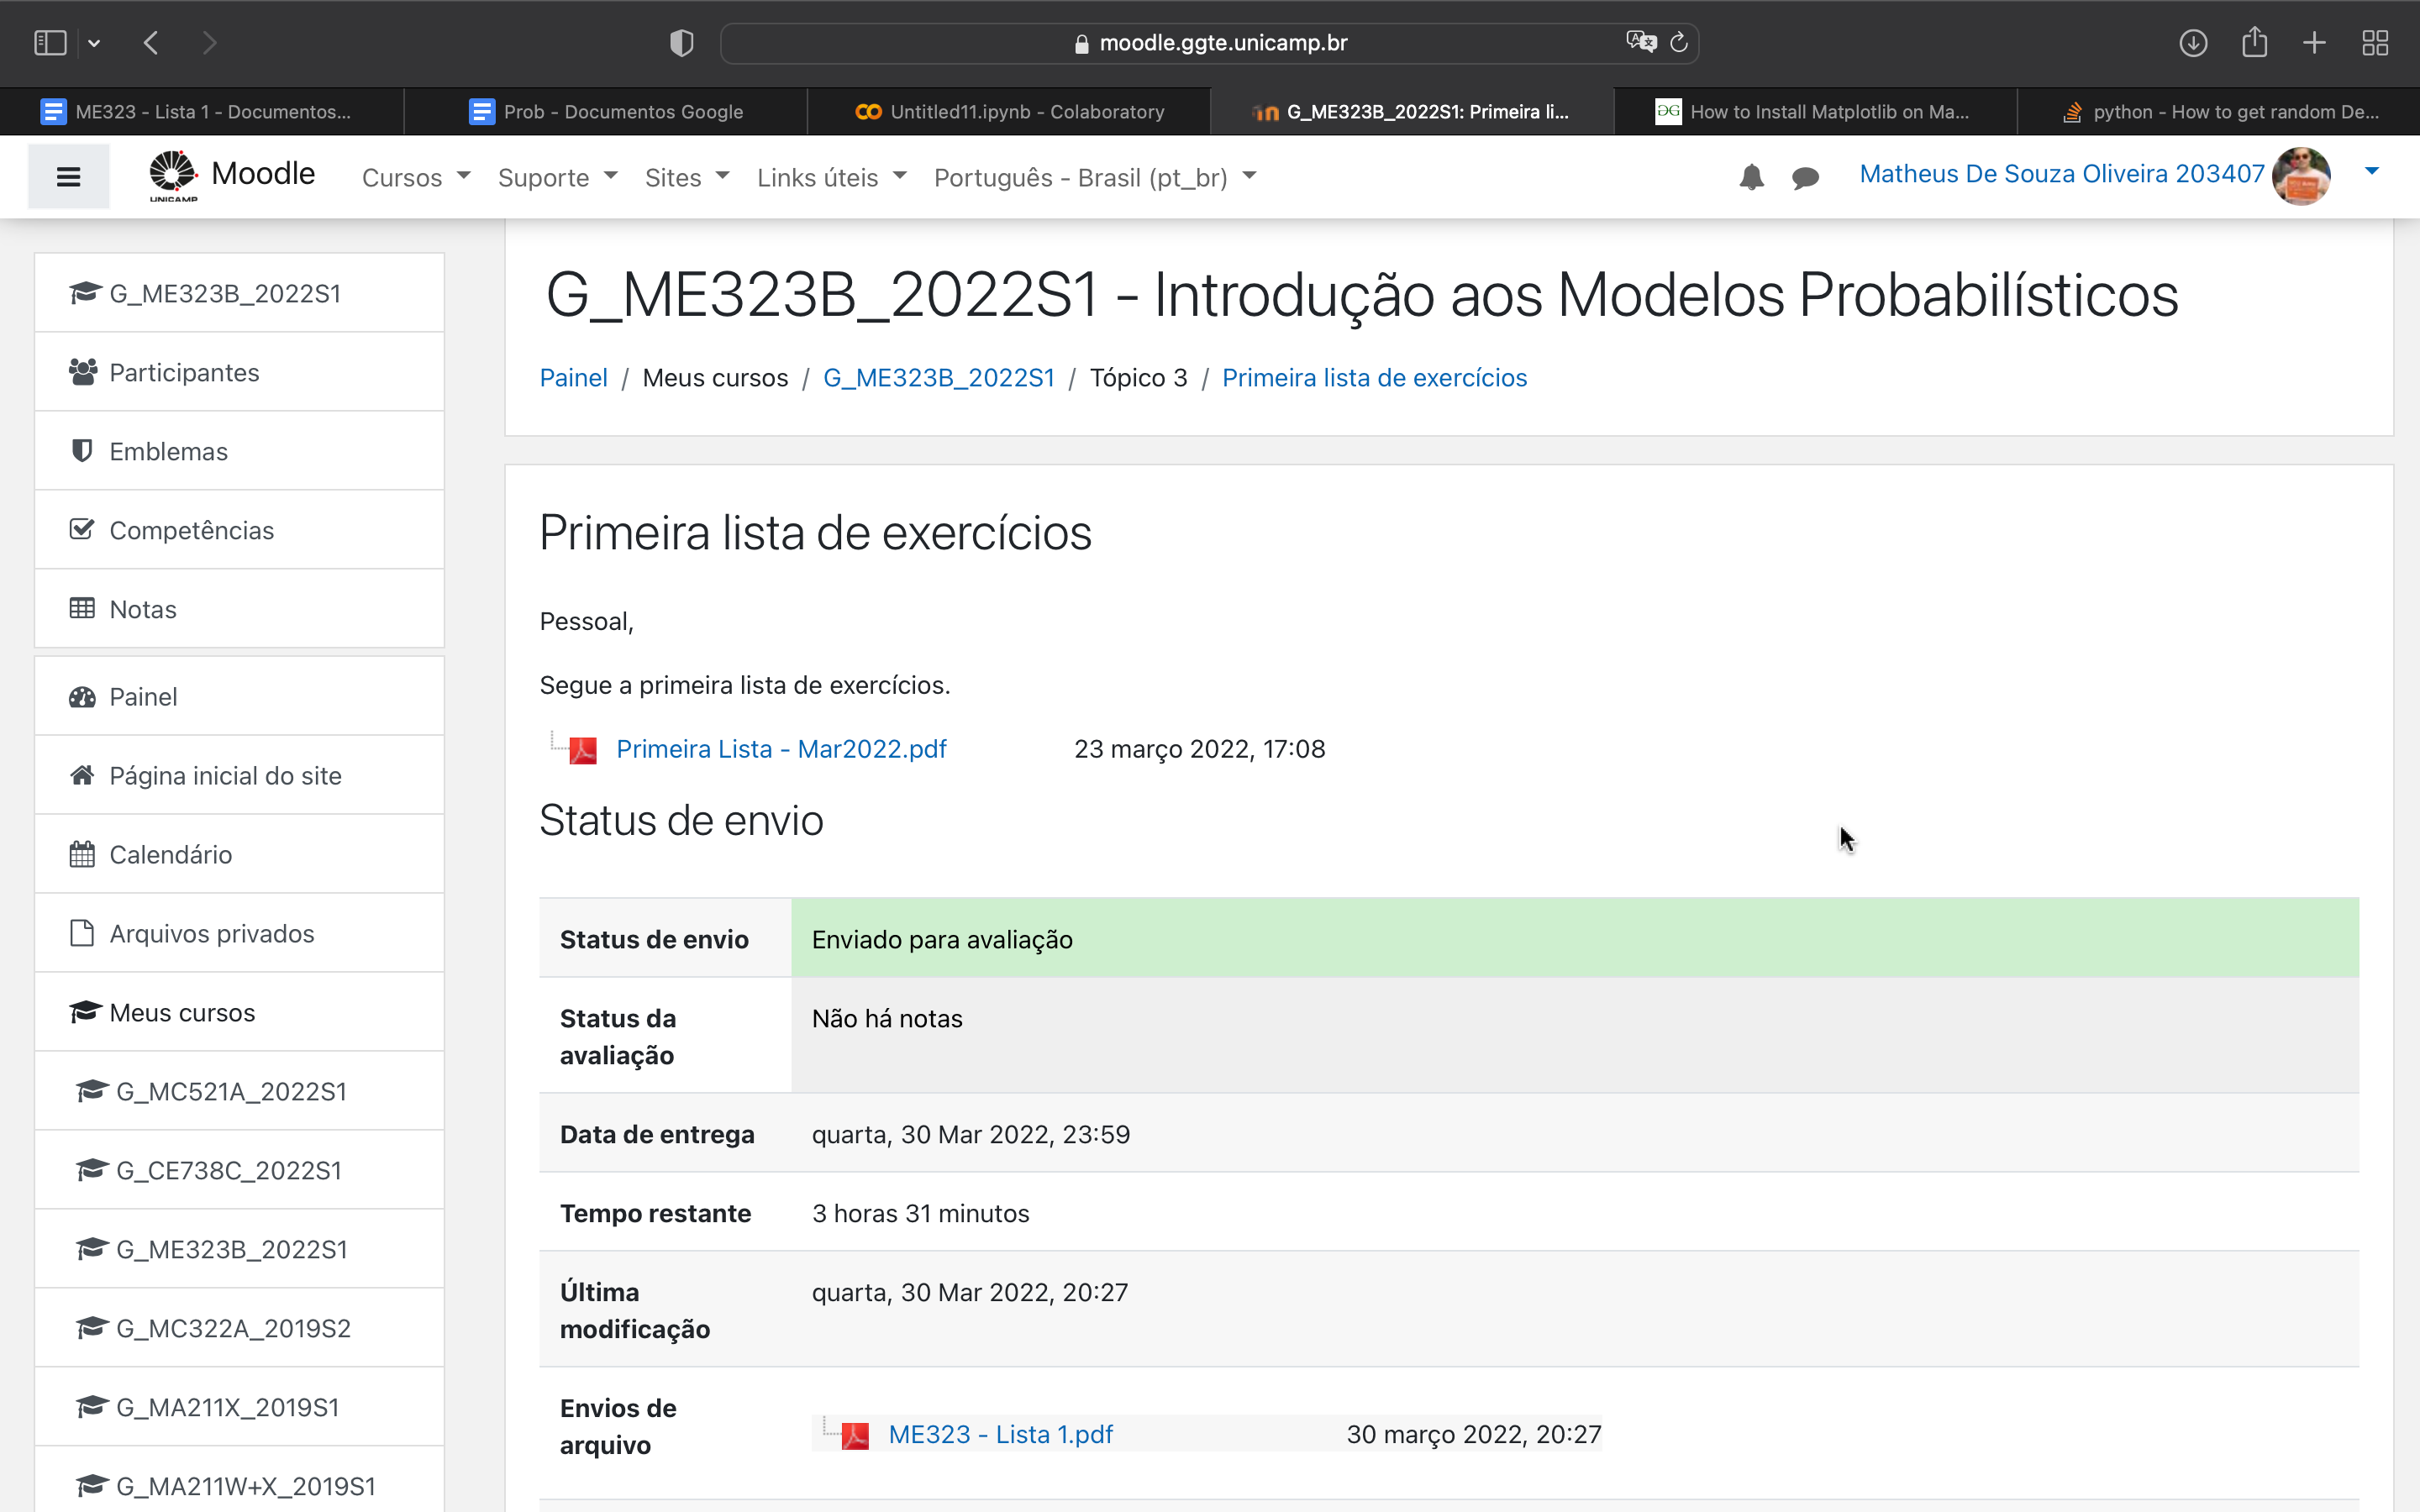 moodle.ggte.unicamp.br
ME323 - Lista 1 - Documentos...
Prob - Documentos Google
Untitled11.ipynb - Colaboratory
G_ME323B_2022S1: Primeira li...
How to Install Matplotlib on Ma...
python - How to get random De...
UNICAMP
Moodle
Cursos
Suporte
Sites
Links úteis
Português - Brasil (pt_br)
Matheus De Souza Oliveira 203407
G_ME323B_2022S1
Participantes
Emblemas
Competências
Notas
Painel
Página inicial do site
Calendário
Arquivos privados
Meus cursos
G_MC521A_2022S1
G_CE738C_2022S1
G_ME323B_2022S1
G_MC322A_2019S2
G_MA211X_2019S1
G_MA211W+X_2019S1
G_ME323B_2022S1 - Introdução aos Modelos Probabilísticos
Painel / Meus cursos / G_ME323B_2022S1 / Tópico 3 / Primeira lista de exercícios
Primeira lista de exercícios
Pessoal,
Segue a primeira lista de exercícios.
Primeira Lista - Mar2022.pdf 23 março 2022, 17:08
Status de envio
Status de envio Enviado para avaliação
Status da avaliação Não há notas
Data de entrega quarta, 30 Mar 2022, 23:59
Tempo restante 3 horas 31 minutos
Última modificação quarta, 30 Mar 2022, 20:27
Envios de arquivo ME323 - Lista 1.pdf 30 março 2022, 20:27